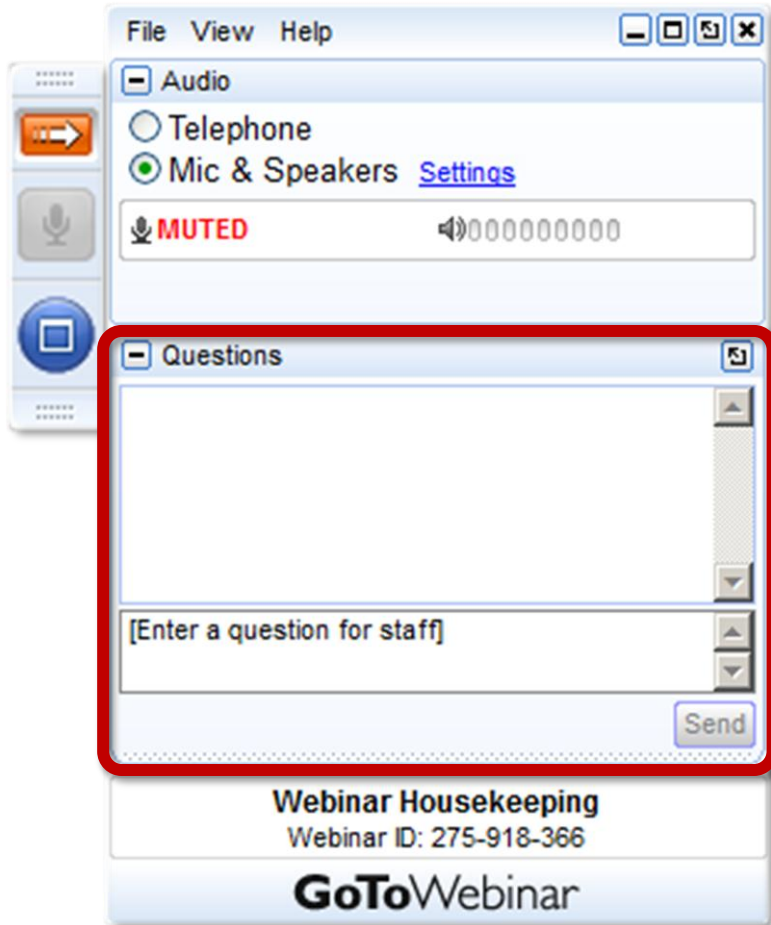 File View Help
Audio
Telephone
Mic & Speakers Settings
MUTED
Questions
[Enter a question for staff]
Send
Webinar Housekeeping
Webinar ID: 275-918-366
GoToWebinar